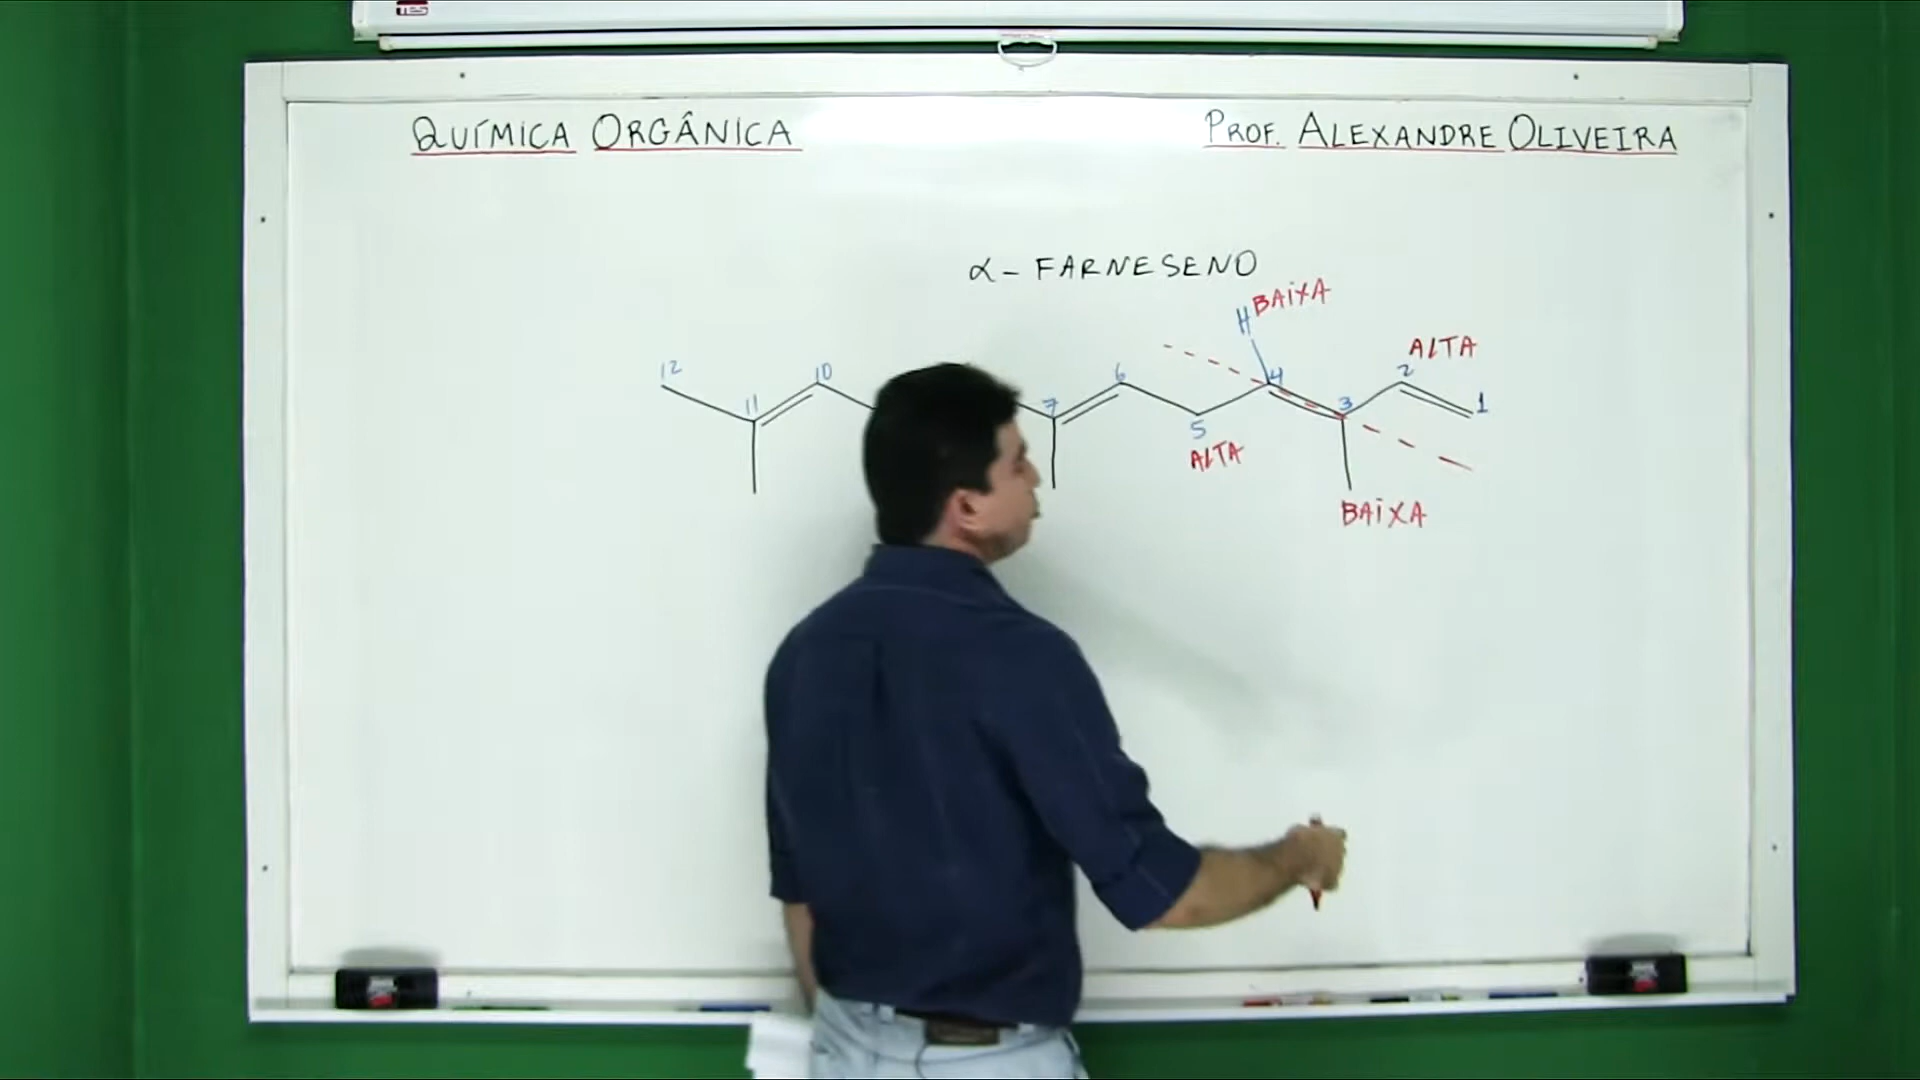 QUÍMICA ORGÂNICA
PROF. ALEXANDRE OLIVEIRA
α - FARNESENO
H BAIXA
ALTA
12 11 10 7 6 5 4 3 2 1
ALTA
BAIXA